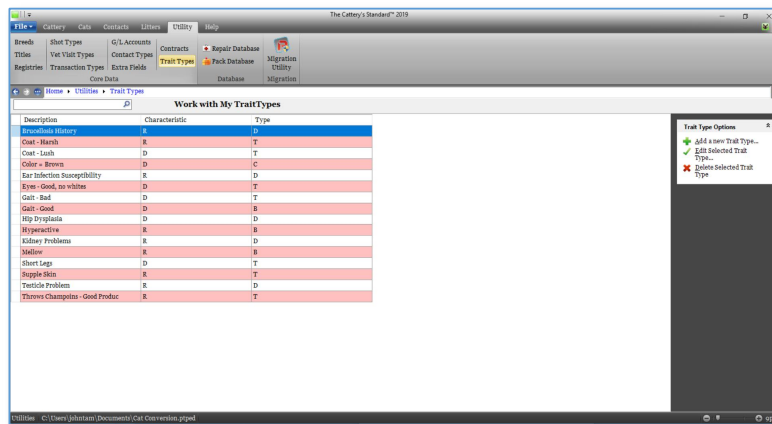 The Cattery's Standard™ 2019
File Cattery Cats Contacts Litters Utility Help
Breeds Shot Types G/L Accounts Contracts Repair Database
Titles Vet Visit Types Contact Types Trait Types Pack Database Migration Utility
Registries Transaction Types Extra Fields
Core Data Database Migration
Home Utilities Trait Types
Work with My TraitTypes
Description Characteristic Type
Brucellosis History R D
Coat - Harsh R T
Coat - Lush D T
Color = Brown D C
Ear Infection Susceptibility R D
Eyes - Good, no whites D T
Gait - Bad D T
Gait - Good D B
Hip Dysplasia D D
Hyperactive R B
Kidney Problems R D
Mellow R B
Short Legs D T
Supple Skin R T
Testicle Problem R D
Throws Champoins - Good Produc R T
Trait Type Options
Add a new Trait Type...
Edit Selected Trait
Type...
Delete Selected Trait
Type
Utilities C:\Users\johntam\Documents\Cat Conversion.ptped